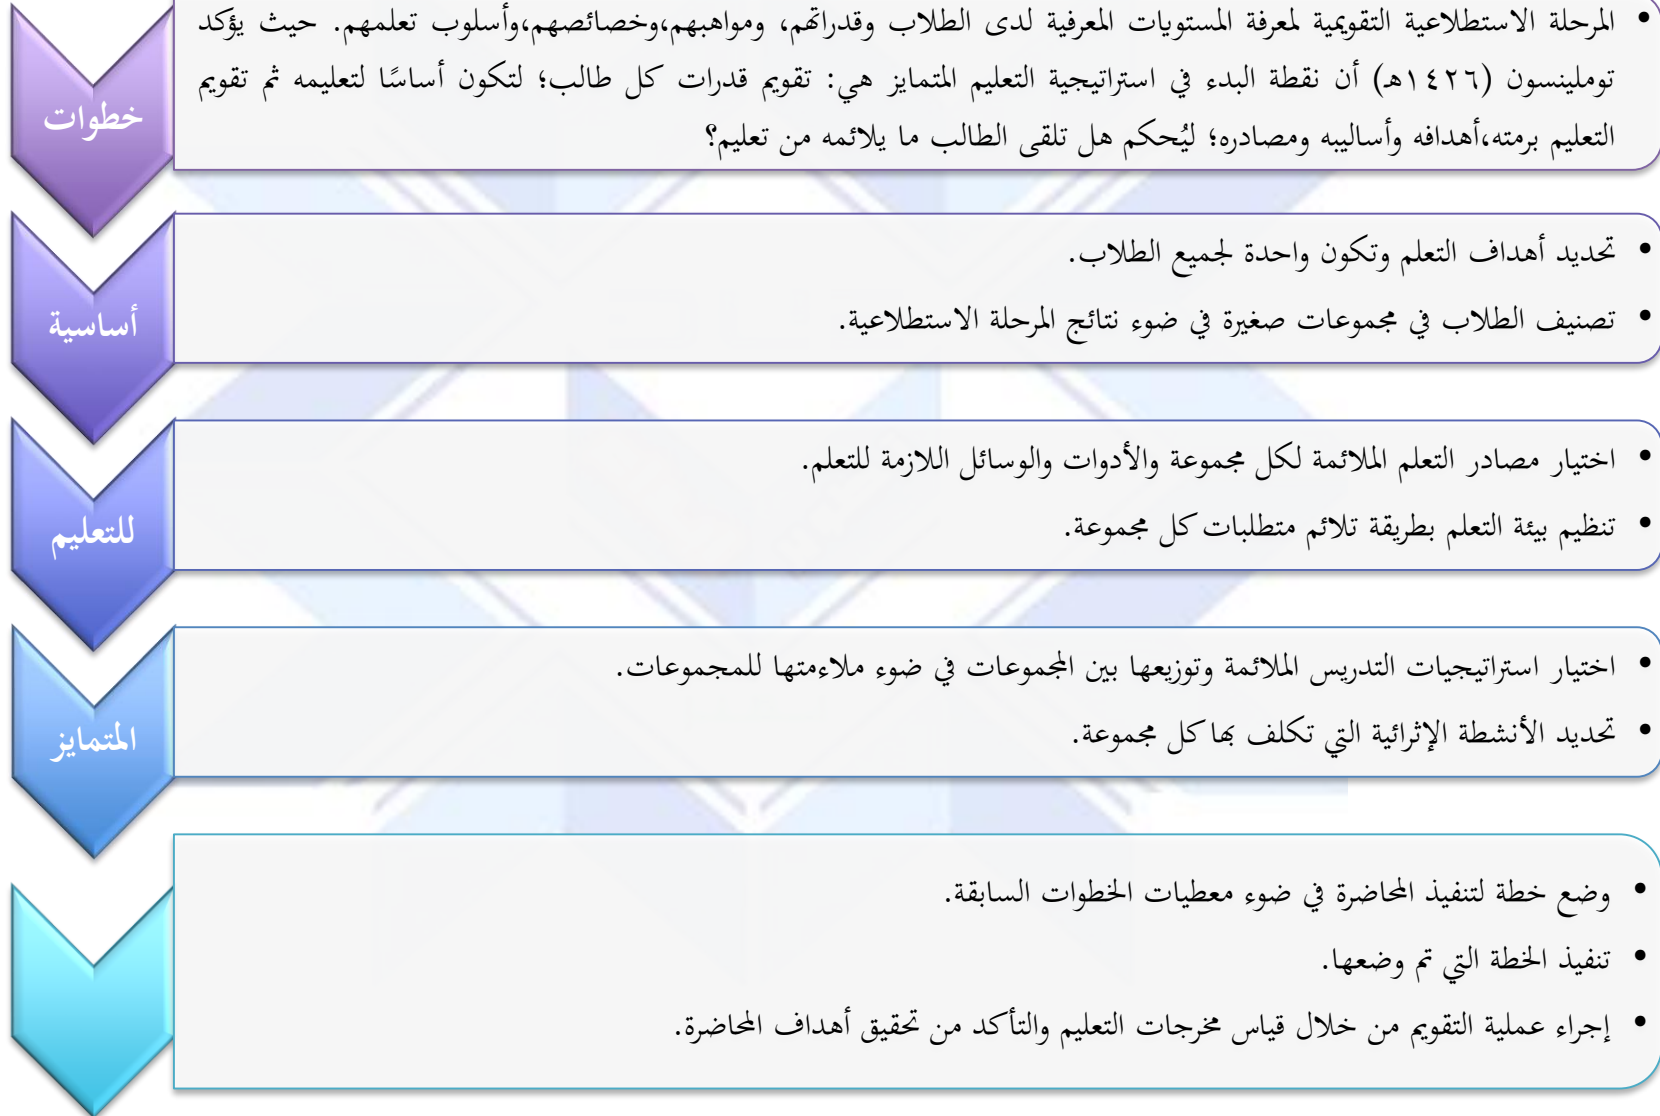 خطوات
• المرحلة الاستطلاعية التقويمية لمعرفة المستويات المعرفية لدى الطلاب وقدراتهم، ومواهبهم،وخصائصهم،وأسلوب تعلمهم. حيث يؤكد
توملينسون (١٤٢٦هـ) أن نقطة البدء في استراتيجية التعليم المتمايز هي: تقويم قدرات كل طالب؛ لتكون أساسًا لتعليمه ثم تقويم
التعليم برمته،أهدافه وأساليبه ومصادره؛ ليُحكم هل تلقى الطالب ما يلائمه من تعليم؟
أساسية
• تحديد أهداف التعلم وتكون واحدة لجميع الطلاب.
• تصنيف الطلاب في مجموعات صغيرة في ضوء نتائج المرحلة الاستطلاعية.
للتعليم
• اختيار مصادر التعلم الملائمة لكل مجموعة والأدوات والوسائل اللازمة للتعلم.
• تنظيم بيئة التعلم بطريقة تلائم متطلبات كل مجموعة.
المتمايز
• اختيار استراتيجيات التدريس الملائمة وتوزيعها بين المجموعات في ضوء ملاءمتها للمجموعات.
• تحديد الأنشطة الإثرائية التي تكلف بها كل مجموعة.
• وضع خطة لتنفيذ المحاضرة في ضوء معطيات الخطوات السابقة.
• تنفيذ الخطة التي تم وضعها.
• إجراء عملية التقويم من خلال قياس مخرجات التعليم والتأكد من تحقيق أهداف المحاضرة.